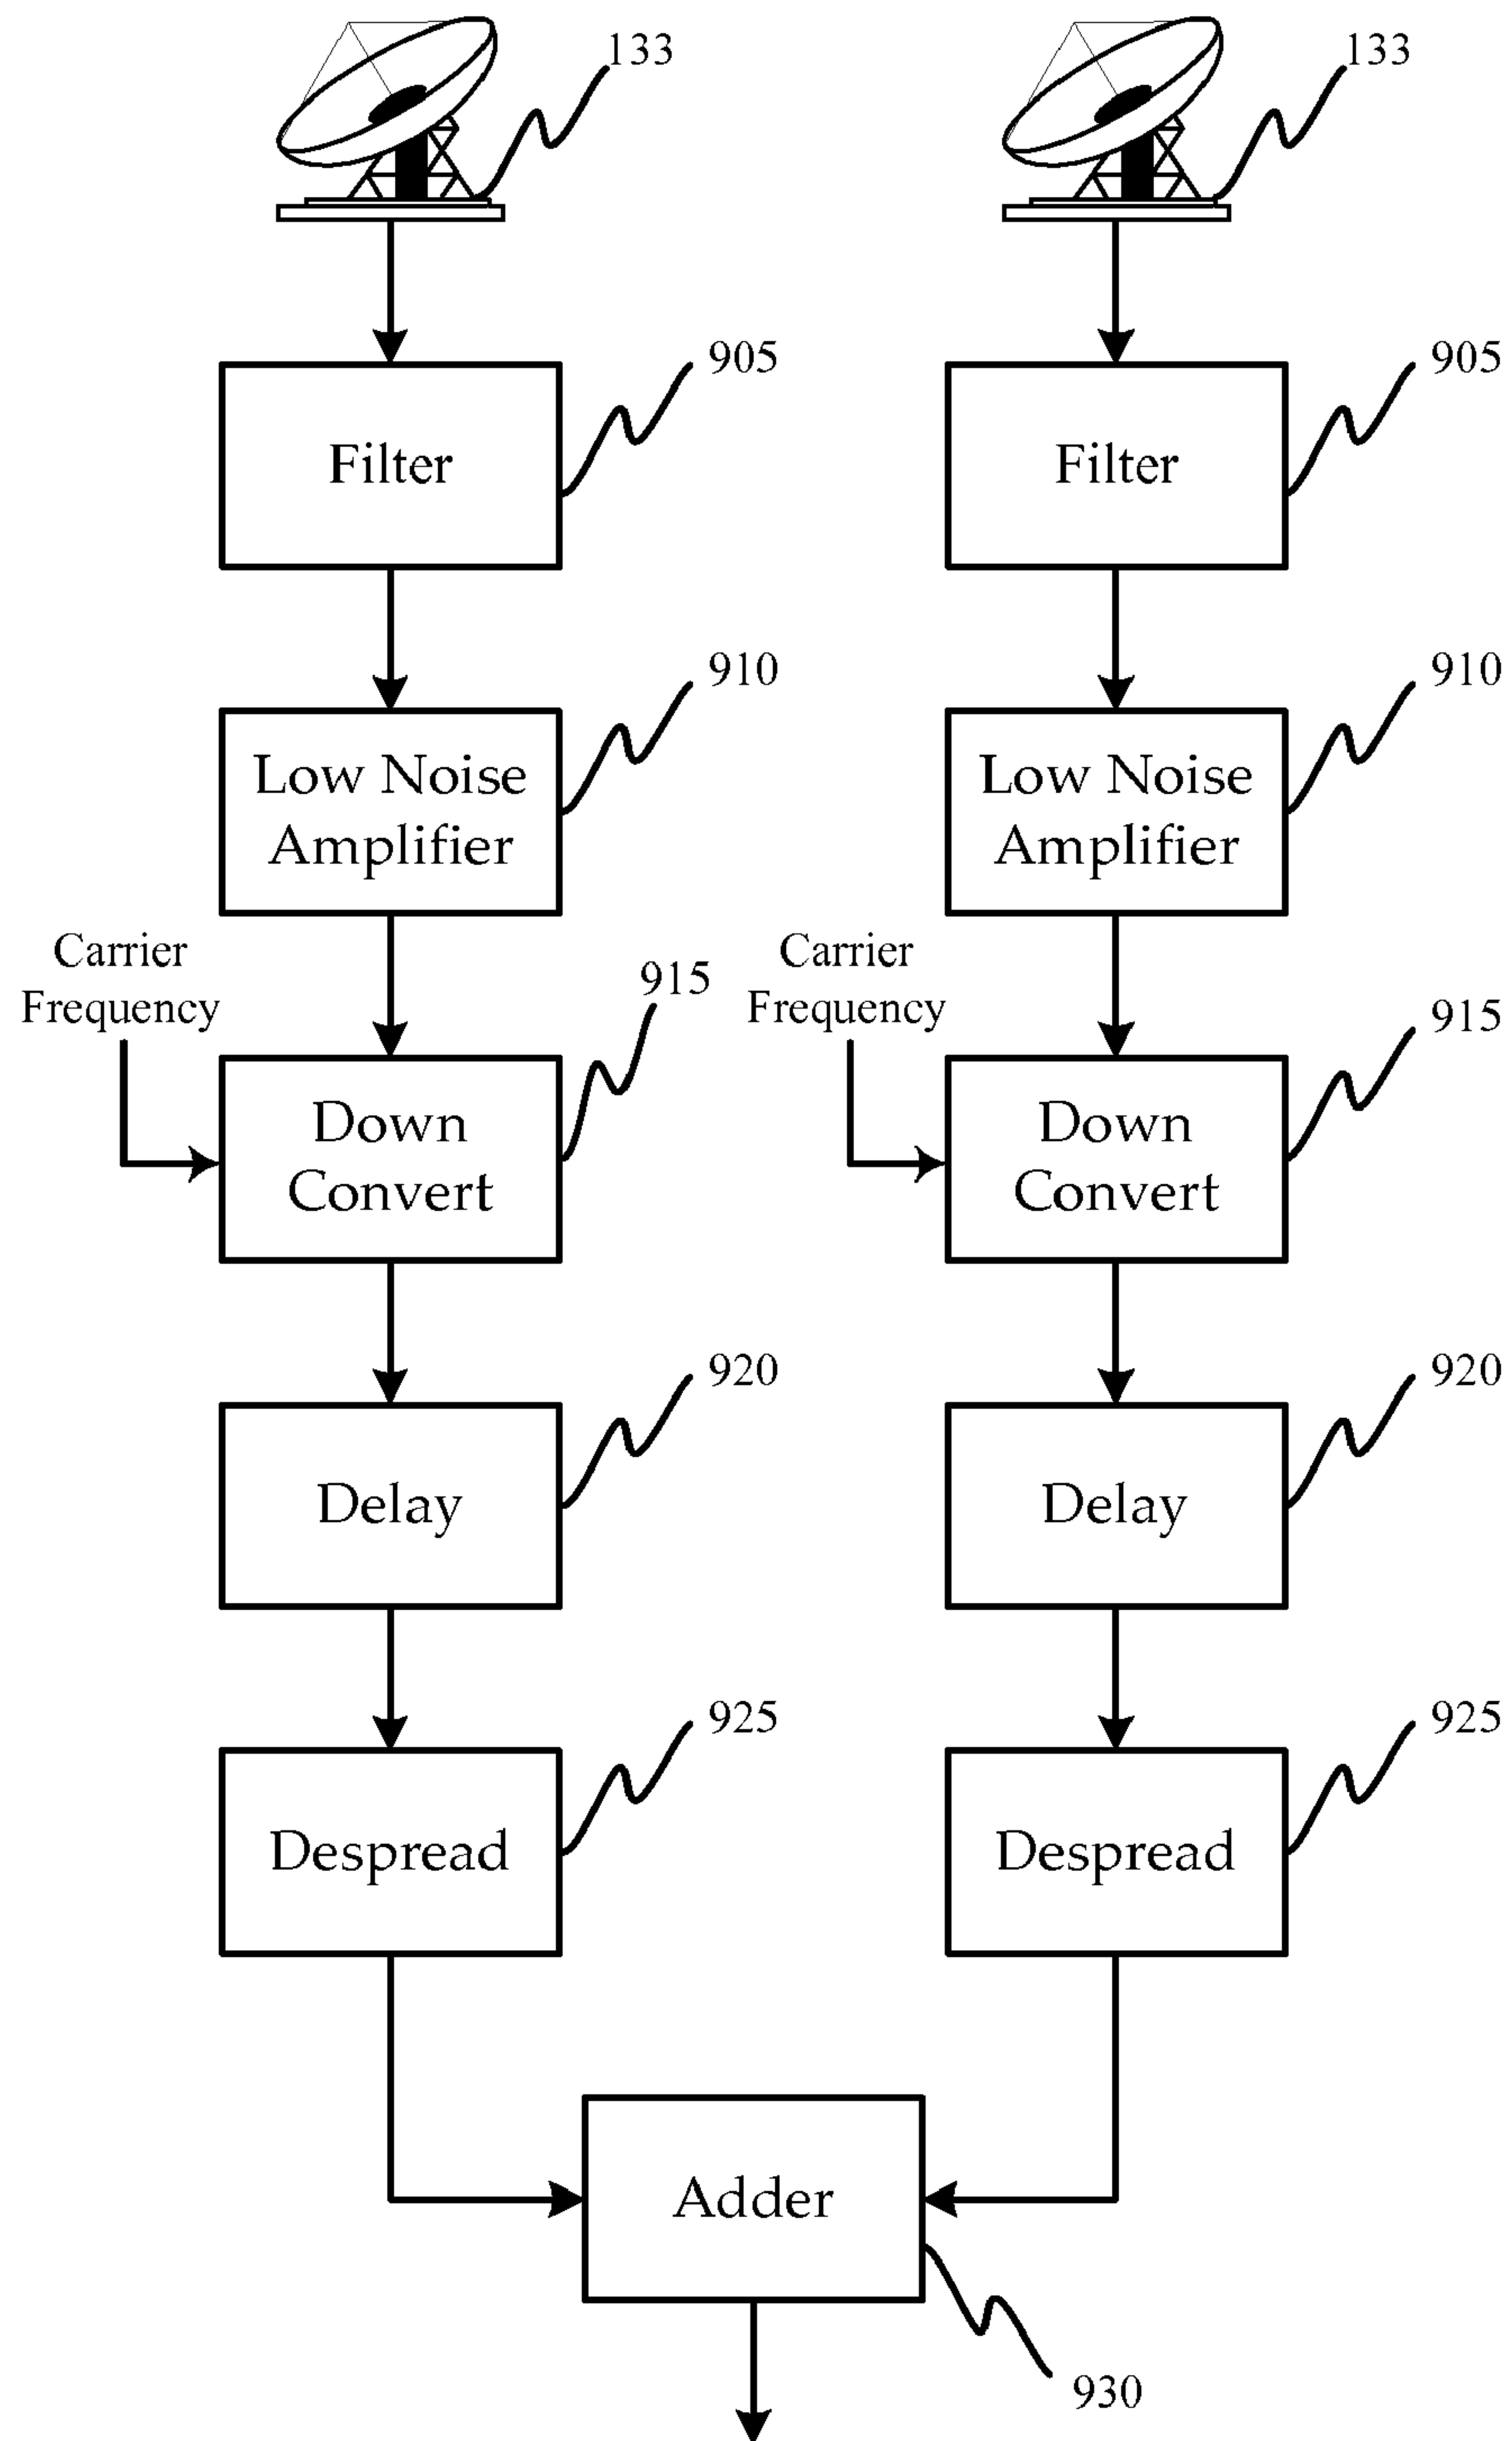 133
133
905
905
Filter
Filter
910
910
Low Noise
Amplifier
Low Noise
Amplifier
Carrier
Frequency
915
Carrier
Frequency
915
Down
Convert
Down
Convert
920
920
Delay
Delay
925
925
Despread
Despread
Adder
930